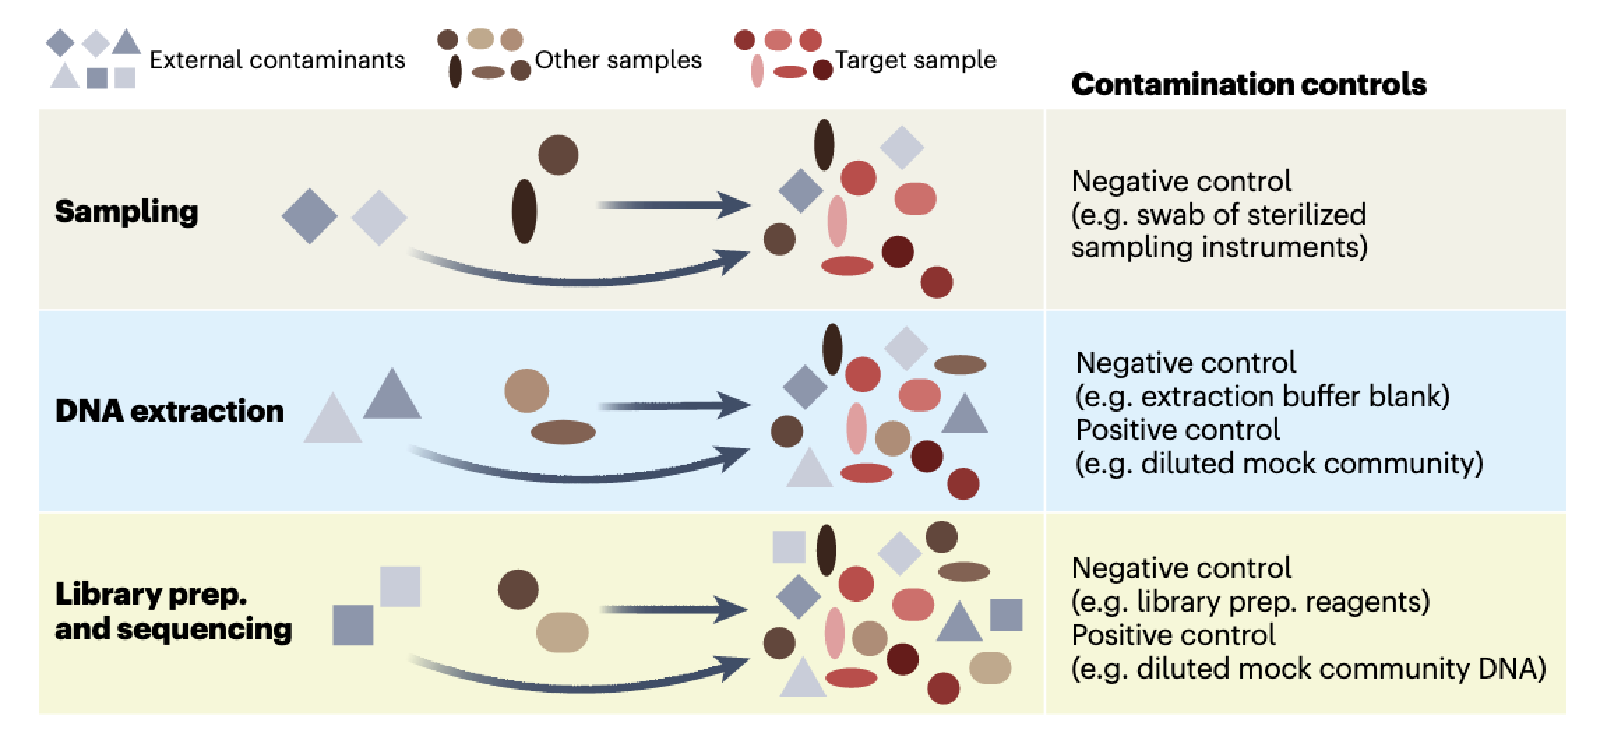 External contaminants
Other samples
Target sample
Contamination controls
Sampling
Negative control
(e.g. swab of sterilized
sampling instruments)
DNA extraction
Negative control
(e.g. extraction buffer blank)
Positive control
(e.g. diluted mock community)
Library prep.
and sequencing
Negative control
(e.g. library prep. reagents)
Positive control
(e.g. diluted mock community DNA)